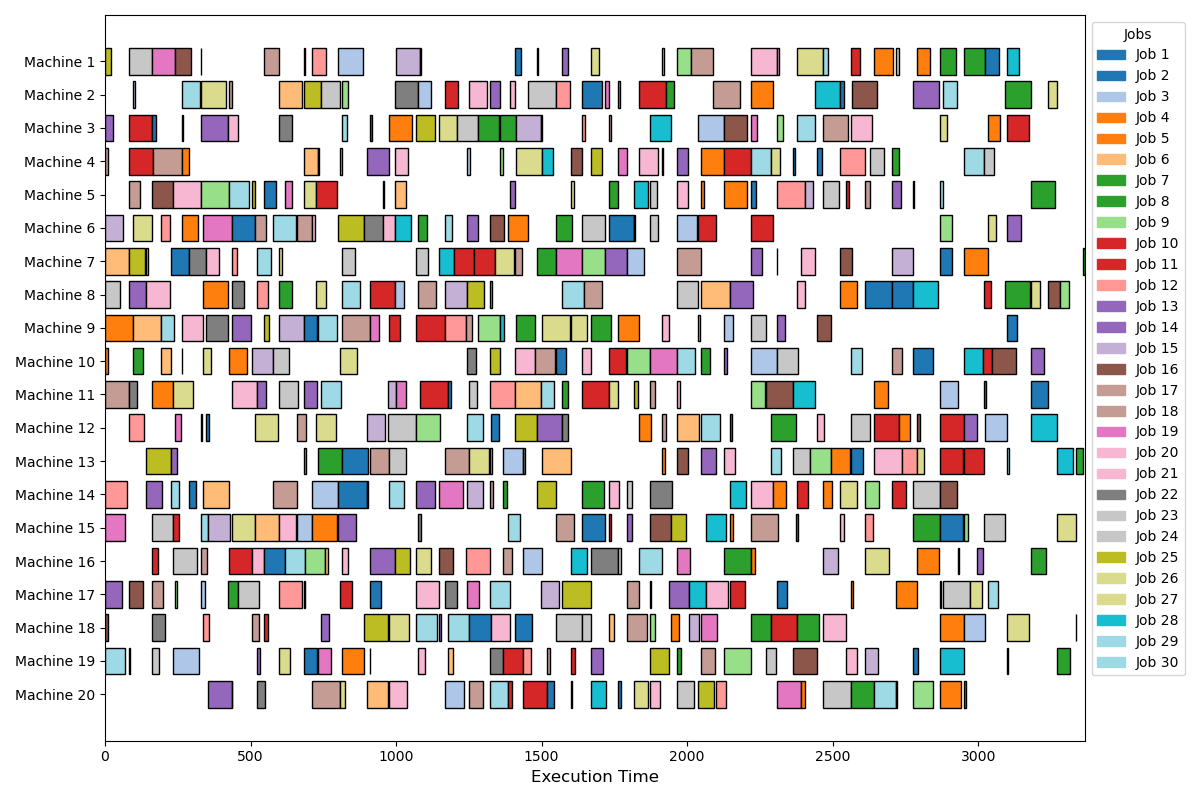 Machine 1
Machine 2
Machine 3
Machine 4
Machine 5
Machine 6
Machine 7
Machine 8
Machine 9
Machine 10
Machine 11
Machine 12
Machine 13
Machine 14
Machine 15
Machine 16
Machine 17
Machine 18
Machine 19
Machine 20
0 500 1000 1500 2000 2500 3000
Execution Time
Jobs
Job 1
Job 2
Job 3
Job 4
Job 5
Job 6
Job 7
Job 8
Job 9
Job 10
Job 11
Job 12
Job 13
Job 14
Job 15
Job 16
Job 17
Job 18
Job 19
Job 20
Job 21
Job 22
Job 23
Job 24
Job 25
Job 26
Job 27
Job 28
Job 29
Job 30